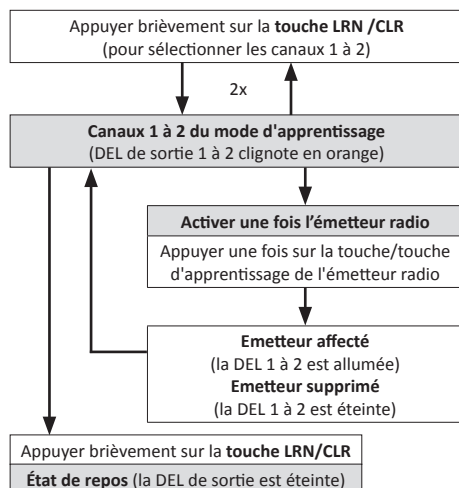 Appuyer brièvement sur la touche LRN /CLR
(pour sélectionner les canaux 1 à 2)
2x
Canaux 1 à 2 du mode d'apprentissage
(DEL de sortie 1 à 2 clignote en orange)
Activer une fois l’émetteur radio
Appuyer une fois sur la touche/touche
d'apprentissage de l'émetteur radio
Emetteur affecté
(la DEL 1 à 2 est allumée)
Emetteur supprimé
(la DEL 1 à 2 est éteinte)
Appuyer brièvement sur la touche LRN/CLR
État de repos (la DEL de sortie est éteinte)